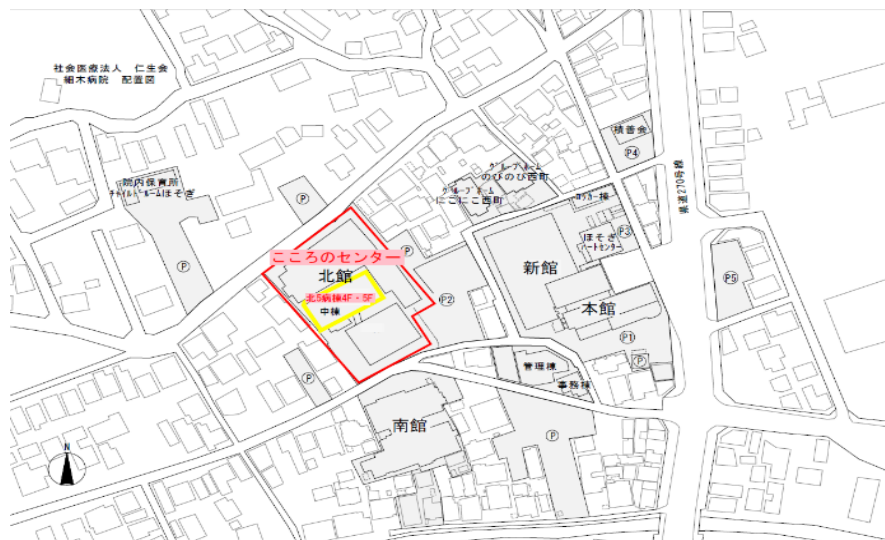 社会医療法人 仁生会
細木病院 配置図
積善会
P4
県道270号線
グループホーム
のびのび西町
グループホーム
にこにこ西町
院内保育所
チャイルドルームほそぎ
P
P
ロッカー棟
P3
ほそぎ
ハートセンター
こころのセンター
北館
P
新館
P
北5病棟4F・5F
中棟
P2
本館
P5
P1
P
管理棟
事務棟
P
南館
P
N